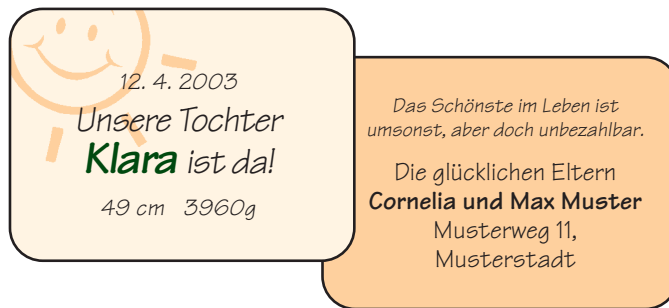 12. 4. 2003
Unsere Tochter
Klara ist da!
49 cm 3960g
Das Schönste im Leben ist
umsonst, aber doch unbezahlbar.
Die glücklichen Eltern
Cornelia und Max Muster
Musterweg 11,
Musterstadt